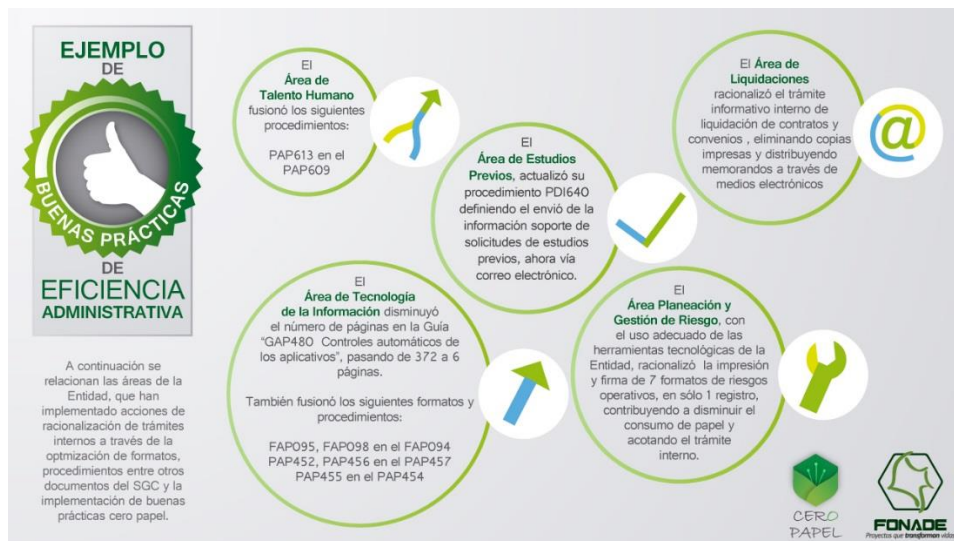 EJEMPLO
DE
BUENAS PRÁCTICAS
DE
EFICIENCIA
ADMINISTRATIVA
A continuación se
relacionan las áreas de la
Entidad, que han
implementado acciones de
racionalización de trámites
internos a través de la
optmización de formatos,
procedimientos entre otros
documentos del SGC y la
implementación de buenas
prácticas cero papel.
El
Área de
Talento Humano
fusionó los siguientes
procedimientos:
PAP613 en el
PAP609
El
Área de Estudios
Previos, actualizó su
procedimiento PDI640
definiendo el envió de la
información soporte de
solicitudes de estudios
previos, ahora vía
correo electrónico.
El Área de
Liquidaciones
racionalizó el trámite
informativo interno de
liquidación de contratos y
convenios , eliminando copias
impresas y distribuyendo
memorandos a través de
medios electrónicos
@
El
Área de Tecnología
de la Información disminuyó
el número de páginas en la Guía
"GAP480 Controles automáticos
de los aplicativos", pasando de 372 a 6
páginas.
También fusionó los siguientes formatos y
procedimientos:
FAP095, FAP098 en el FAP094
PAP452, PAP456 en el PAP457
PAP455 en el PAP454
El
Área Planeación y
Gestión de Riesgo, con
el uso adecuado de las
herramientas tecnológicas de la
Entidad, racionalizó la impresión
y firma de 7 formatos de riesgos
operativos, en sólo 1 registro,
contribuyendo a disminuir el
consumo de papel y
acotando el trámite
interno.
CERO
PAPEL
FONADE
Proyectos que transforman vidas